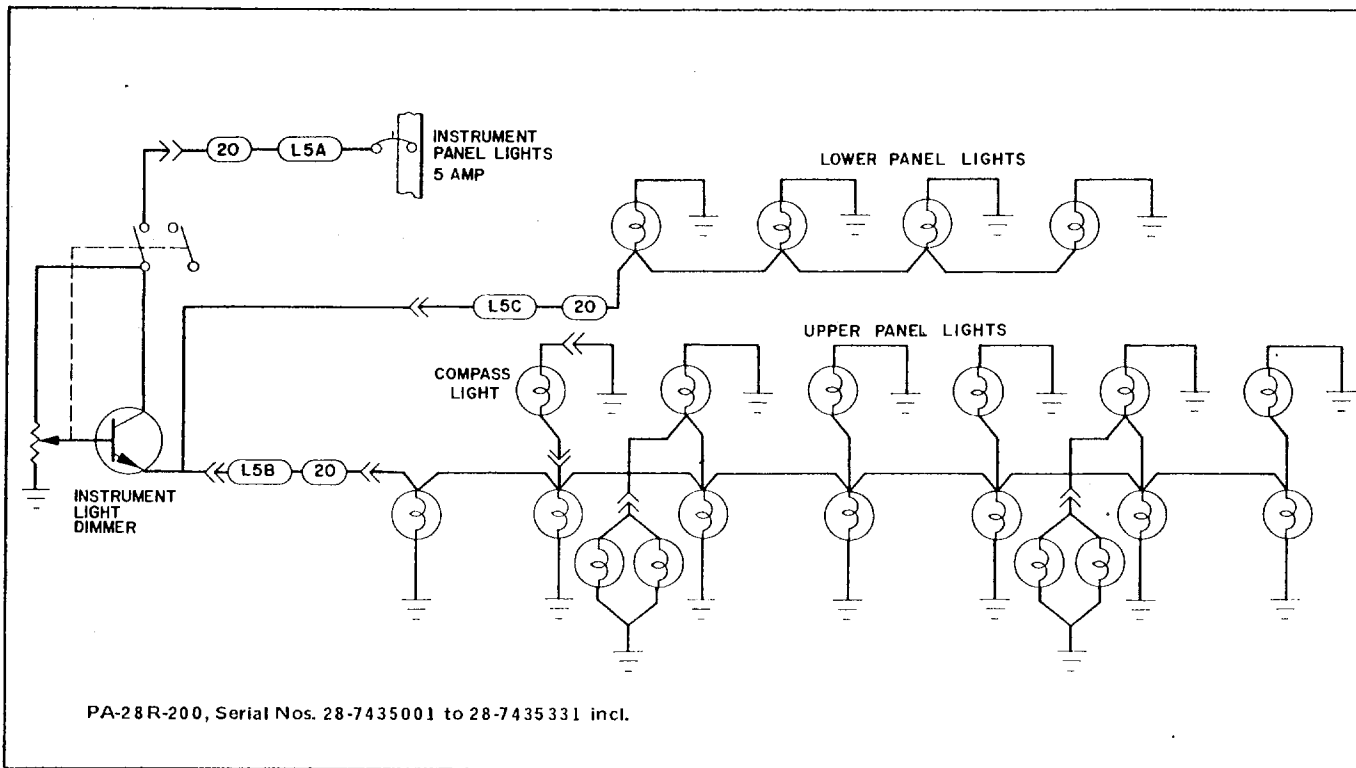 INSTRUMENT
PANEL LIGHTS
5 AMP
20
L5A
LOWER PANEL LIGHTS
L5C
20
UPPER PANEL LIGHTS
COMPASS
LIGHT
L5B
20
INSTRUMENT
LIGHT
DIMMER
PA-28R-200, Serial Nos. 28-7435001 to 28-7435331 incl.